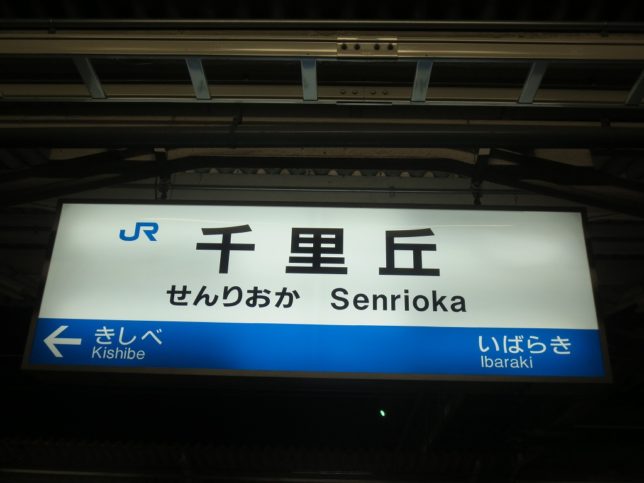 JR 千里丘
せんりおか Senrioka
← きしべ
Kishibe
いばらき
Ibaraki